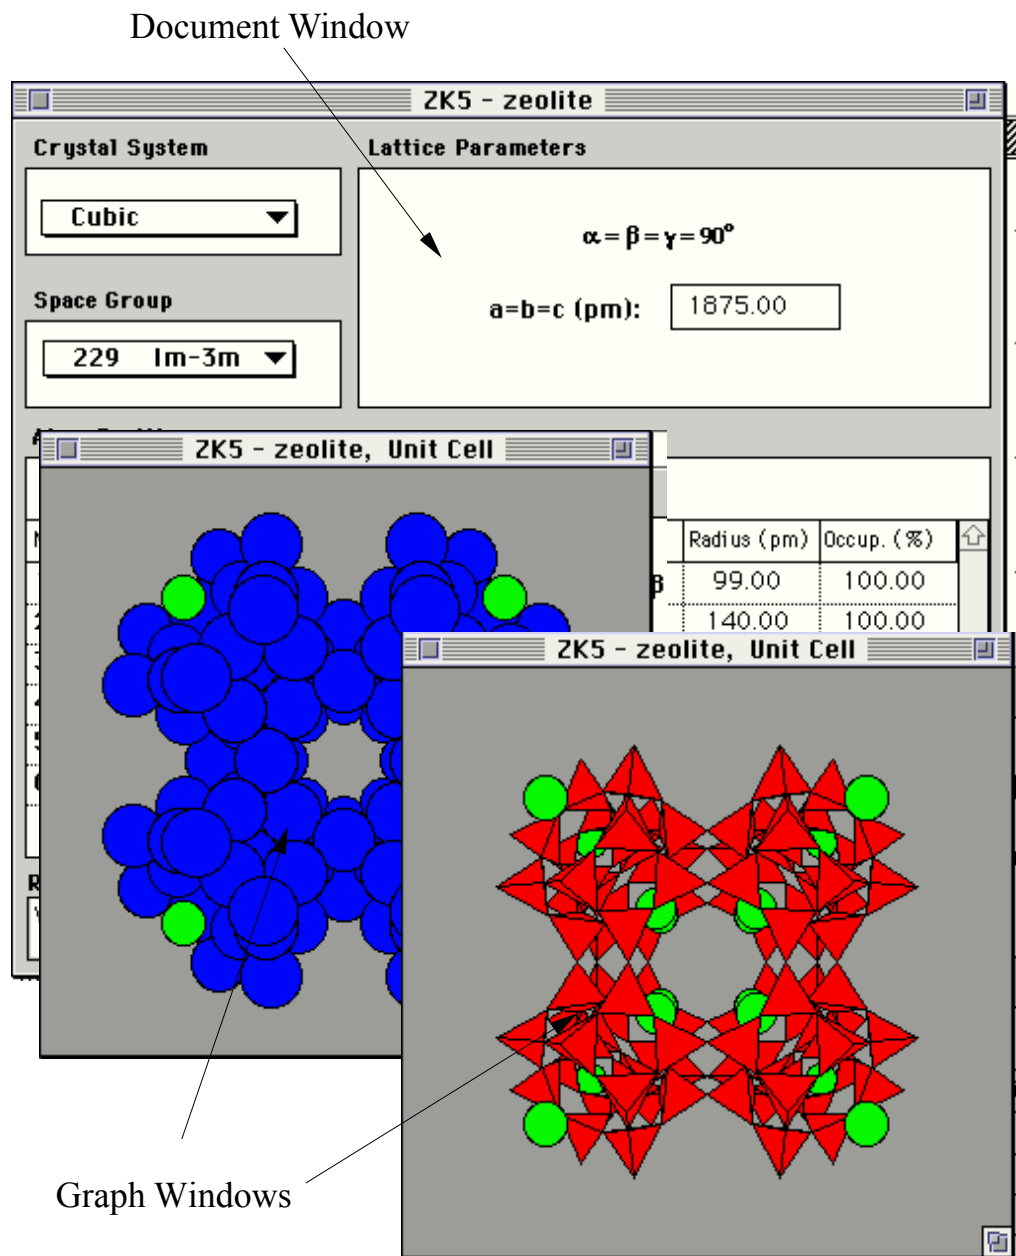 Document Window
ZK5 - zeolite
Crystal System
Lattice Parameters
Cubic
α = β = γ = 90°
a=b=c (pm): 1875.00
Space Group
229 Im-3m
ZK5 - zeolite, Unit Cell
Radius (pm) Occup. (%)
β 99.00 100.00
140.00 100.00
ZK5 - zeolite, Unit Cell
Graph Windows